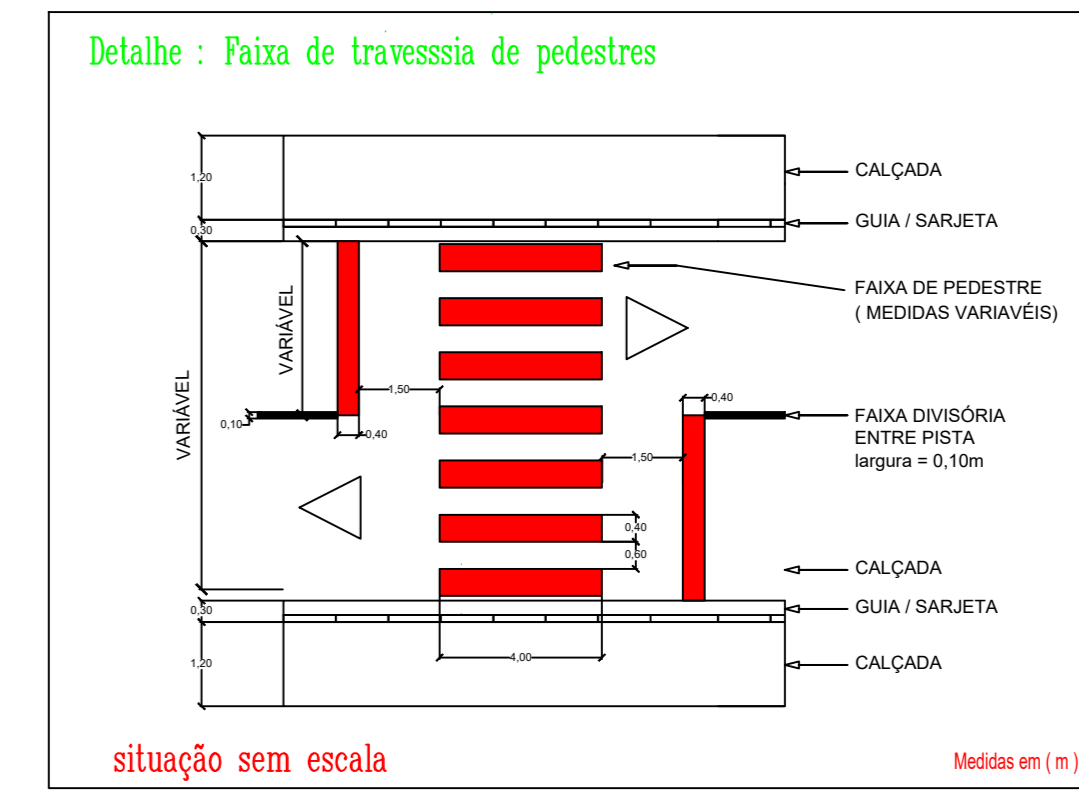 Detalhe : Faixa de travesssia de pedestres
1,20
CALÇADA
0,30
GUIA / SARJETA
FAIXA DE PEDESTRE
( MEDIDAS VARIAVÉIS)
VARIÁVEL
VARIÁVEL
1,50
0,40
0,10
0,40
FAIXA DIVISÓRIA
ENTRE PISTA
largura = 0,10m
1,50
0,40
0,60
CALÇADA
0,30
GUIA / SARJETA
1,20
4,00
CALÇADA
situação sem escala
Medidas em ( m )